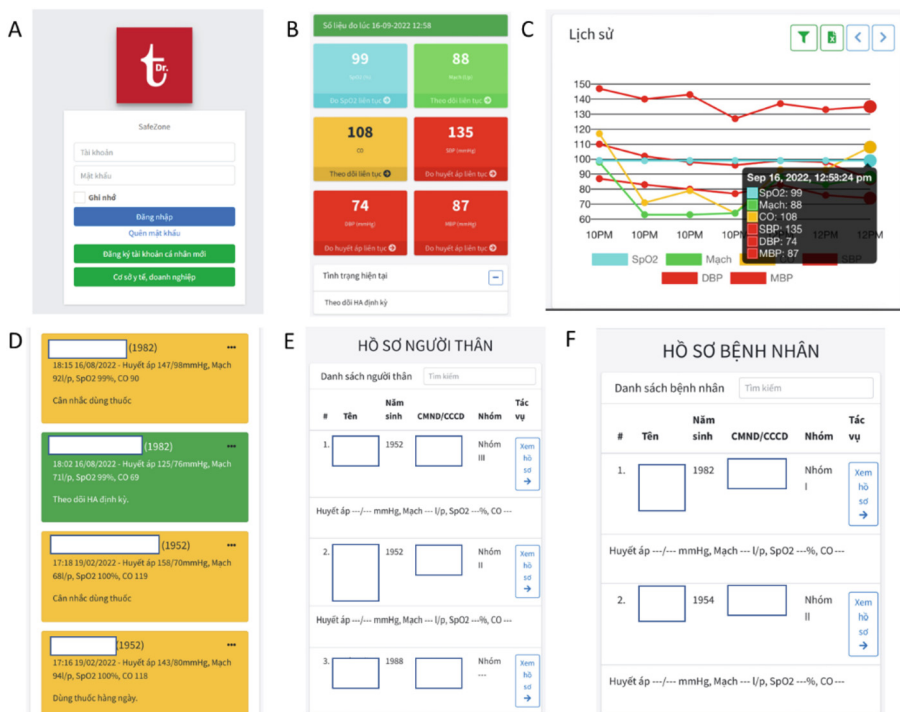 A
t
Dr.
SafeZone
Tài khoản
Mật khẩu
Ghi nhớ
Đăng nhập
Quên mật khẩu
Đăng ký tài khoản cá nhân mới
Cơ sở y tế, doanh nghiệp
B
Số liệu đo lúc 16-09-2022 12:58
99
Đo SpO2 liên tục
88
Theo dõi liên tục
108
CO
Theo dõi liên tục
135
SBP (mmHg)
Đo huyết áp liên tục
74
DBP (mmHg)
Đo huyết áp liên tục
87
MBP (mmHg)
Đo huyết áp liên tục
Tình trạng hiện tại
Theo dõi HA định kỳ
C
Lịch sử
150
140
130
120
110
100
90
80
70
60
10PM 10PM 10PM 10PM 12PM 12PM
Sep 16, 2022, 12:58:24 pm
SpO2: 99
Mạch: 88
CO: 108
SBP: 135
DBP: 74
MBP: 87
SpO2 Mạch SBP
DBP MBP
D
(1982) •••
18:15 16/08/2022 - Huyết áp 147/98mmHg, Mạch
92l/p, SpO2 99%, CO 90
Cân nhắc dùng thuốc
(1982) •••
18:02 16/08/2022 - Huyết áp 125/76mmHg, Mạch
71l/p, SpO2 99%, CO 69
Theo dõi HA định kỳ.
(1952) •••
17:18 19/02/2022 - Huyết áp 158/70mmHg, Mạch
68l/p, SpO2 100%, CO 119
Cân nhắc dùng thuốc
(1952) •••
17:16 19/02/2022 - Huyết áp 143/80mmHg, Mạch
94l/p, SpO2 100%, CO 118
Dùng thuốc hàng ngày.
E
HỒ SƠ NGƯỜI THÂN
Danh sách người thân Tìm kiếm
# Tên Năm sinh CMND/CCCD Nhóm Tác vụ
1. 1952 Nhóm III Xem hồ sơ
Huyết áp ---/--- mmHg, Mạch --- l/p, SpO2 ---%, CO ---
2. 1952 Nhóm II Xem hồ sơ
Huyết áp ---/--- mmHg, Mạch --- l/p, SpO2 ---%, CO ---
3. 1988 Nhóm --- Xem hồ sơ
F
HỒ SƠ BỆNH NHÂN
Danh sách bệnh nhân Tìm kiếm
# Tên Năm sinh CMND/CCCD Nhóm Tác vụ
1. 1982 Nhóm I Xem hồ sơ
Huyết áp ---/--- mmHg, Mạch --- l/p, SpO2 ---%, CO ---
2. 1954 Nhóm II Xem hồ sơ
Huyết áp ---/--- mmHg, Mạch --- l/p, SpO2 ---%, CO ---